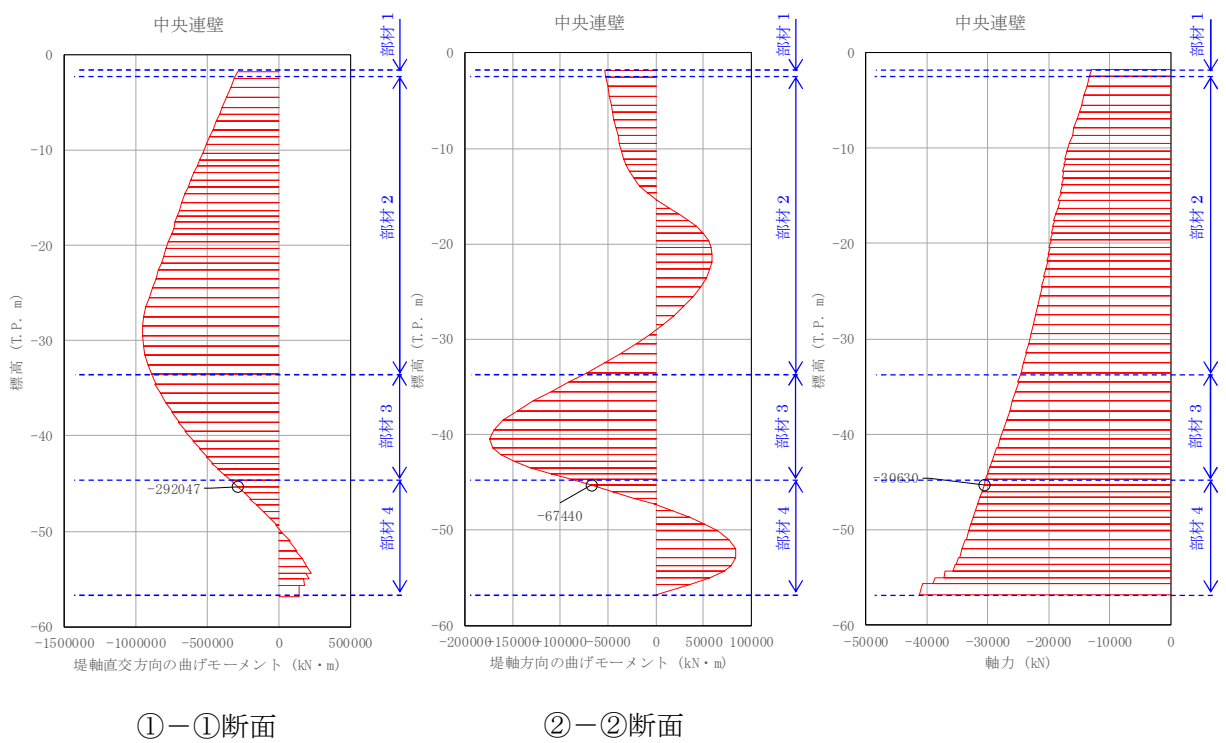 中央連壁
0
-10
-20
-30
-40
-50
-60
標高 (T.P. m)
-1500000 -1000000 -500000 0 500000
堤軸直交方向の曲げモーメント (kN・m)
-292047
部材1
部材2
部材3
部材4
①－①断面
中央連壁
0
-10
-20
-30
-40
-50
-60
標高 (T.P. m)
-200000 -150000 -100000 -50000 0 50000 100000
堤軸方向の曲げモーメント (kN・m)
-67440
部材1
部材2
部材3
部材4
②－②断面
中央連壁
0
-10
-20
-30
-40
-50
-60
標高 (T.P. m)
-50000 -40000 -30000 -20000 -10000 0
軸力 (kN)
-30630
部材1
部材2
部材3
部材4